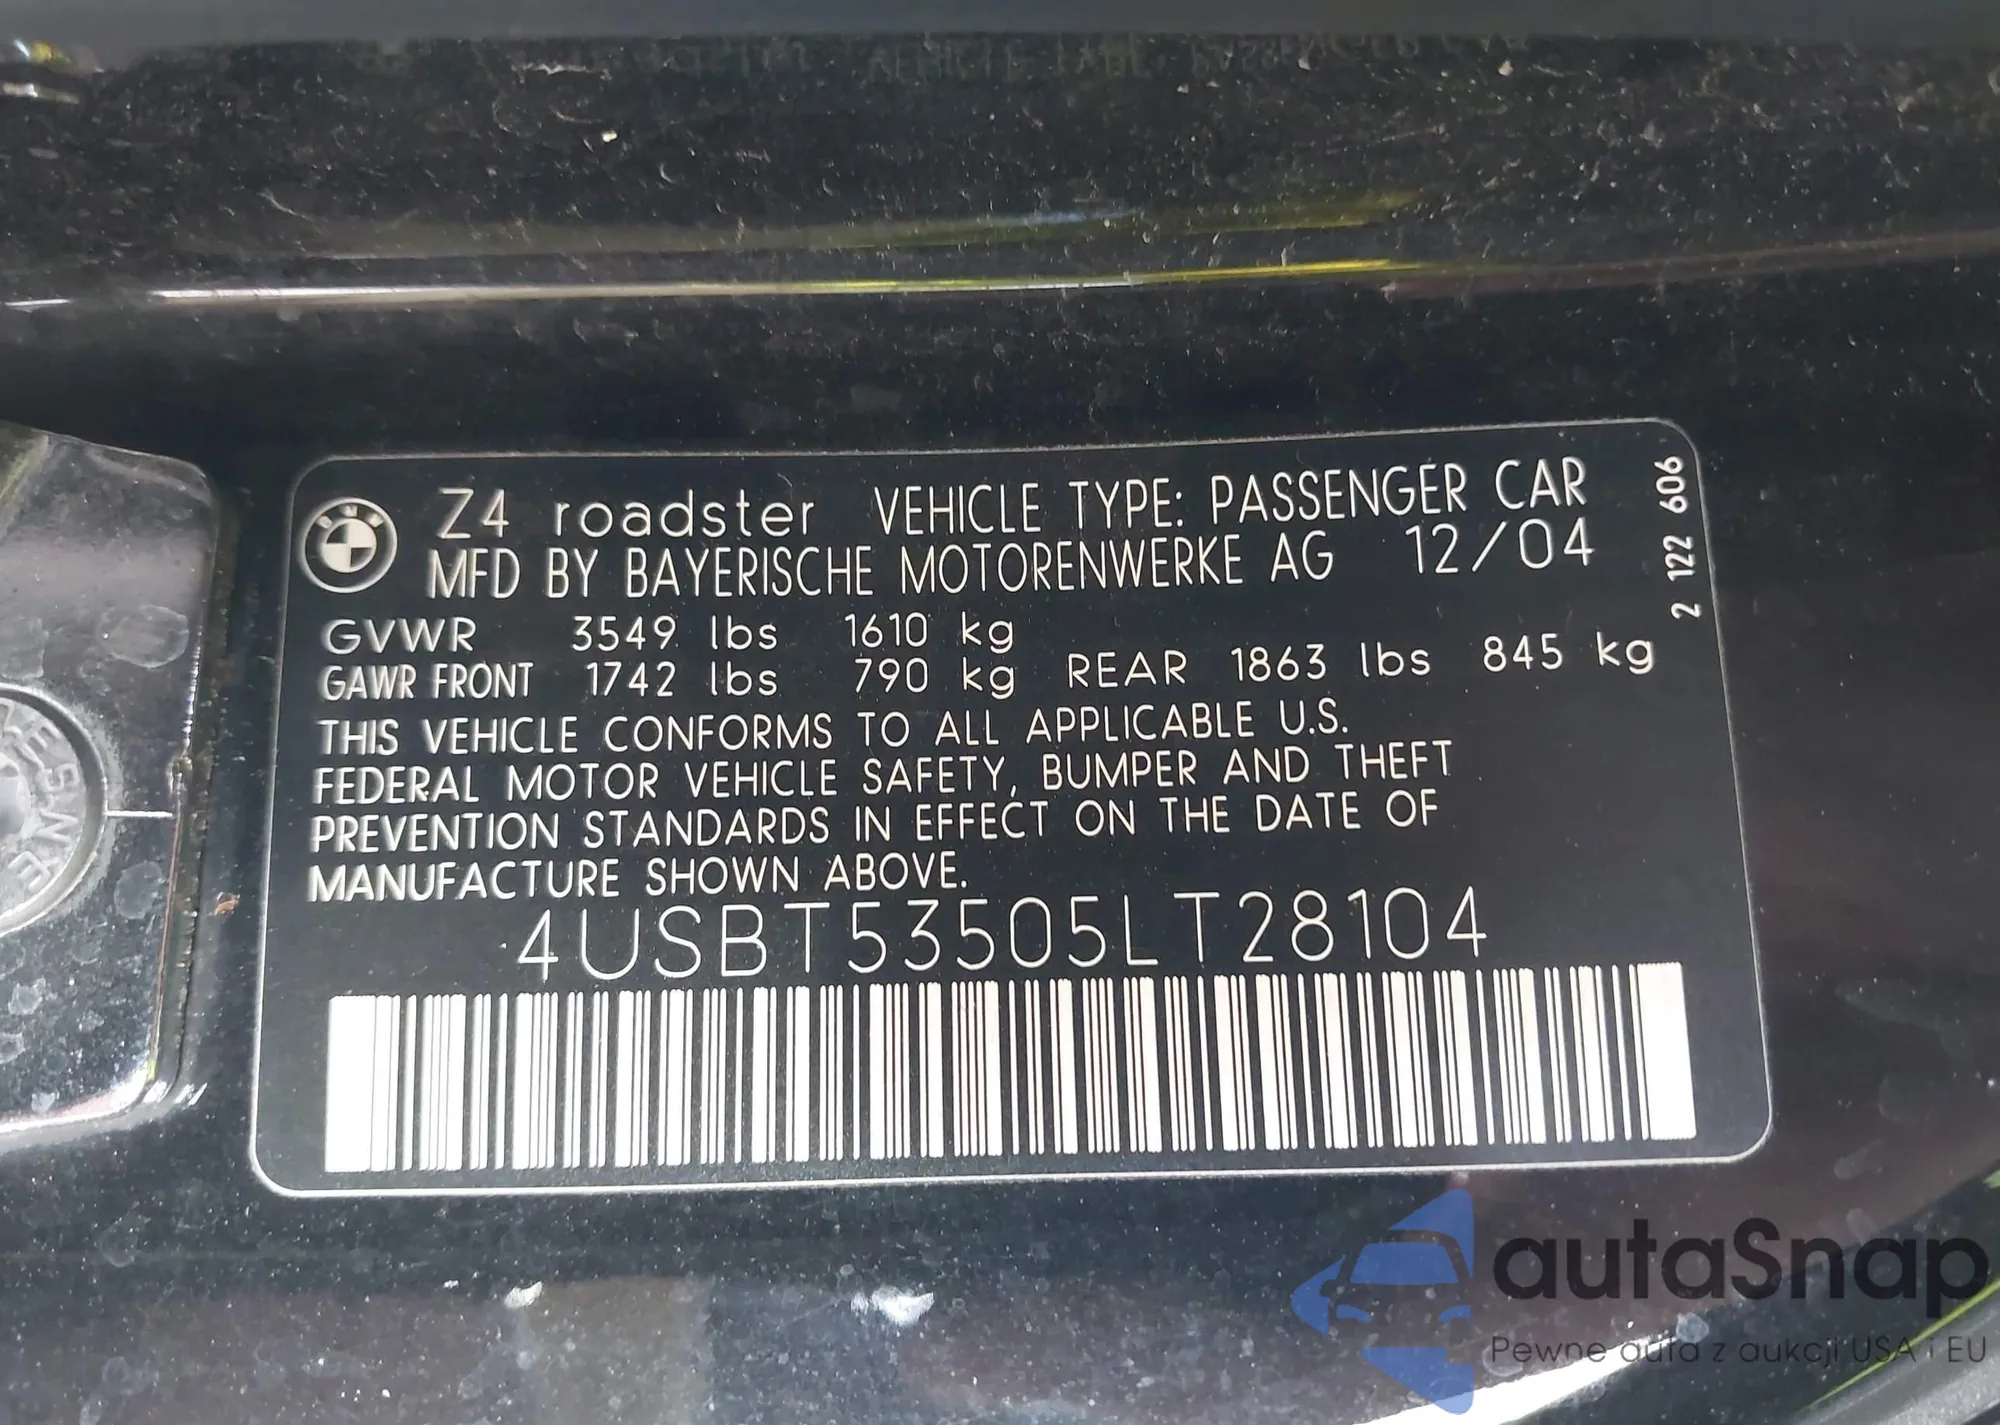 Z4 roadster VEHICLE TYPE: PASSENGER CAR
MFD BY BAYERISCHE MOTORENWERKE AG 12/04
2 122 606
GVWR 3549 lbs 1610 kg
GAWR FRONT 1742 lbs 790 kg REAR 1863 lbs 845 kg
THIS VEHICLE CONFORMS TO ALL APPLICABLE U.S.
FEDERAL MOTOR VEHICLE SAFETY, BUMPER AND THEFT
PREVENTION STANDARDS IN EFFECT ON THE DATE OF
MANUFACTURE SHOWN ABOVE.
4USBT53505LT28104
autaSnap
Pewne auta z aukcji USA i EU